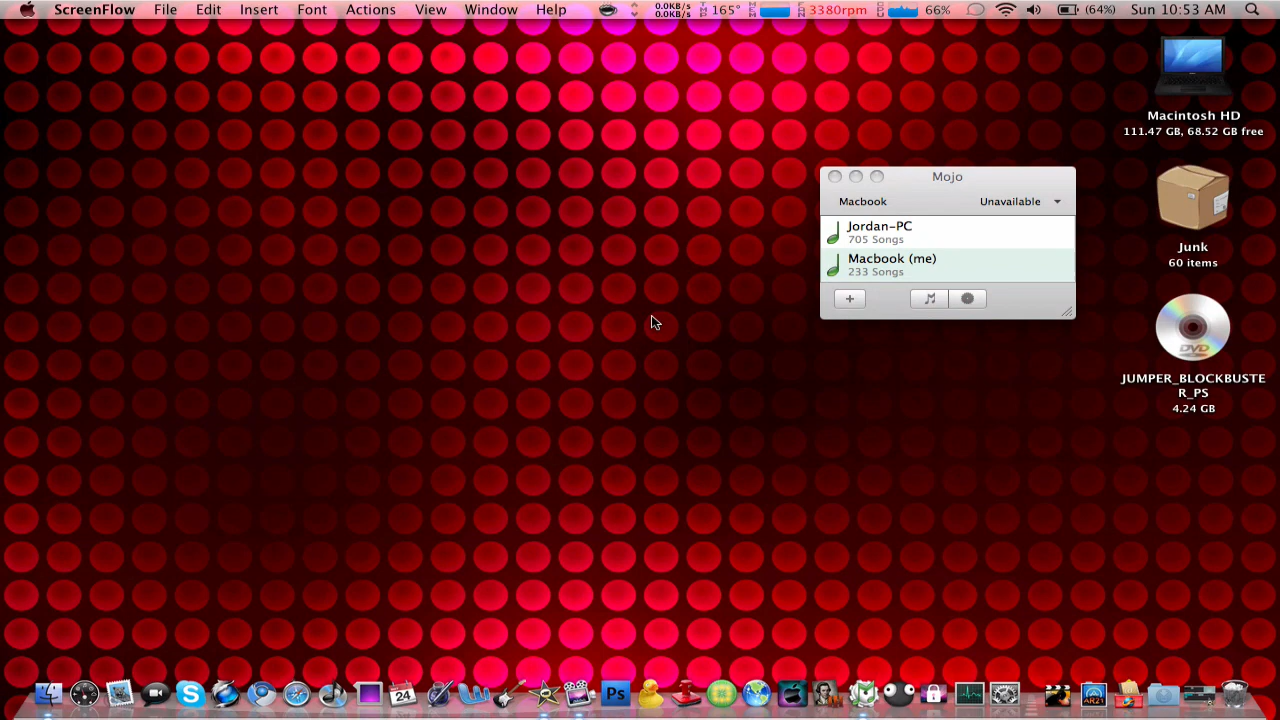 ScreenFlow File Edit Insert Font Actions View Window Help 0.0KB/s 0.0KB/s 165° 3380rpm 66% (64%) Sun 10:53 AM
Macintosh HD
111.47 GB, 68.52 GB free
Mojo
Macbook Unavailable
Jordan-PC
705 Songs
Macbook (me)
233 Songs
Junk
60 items
DVD
JUMPER_BLOCKBUSTE
R_PS
4.24 GB
24
Ps
AR21